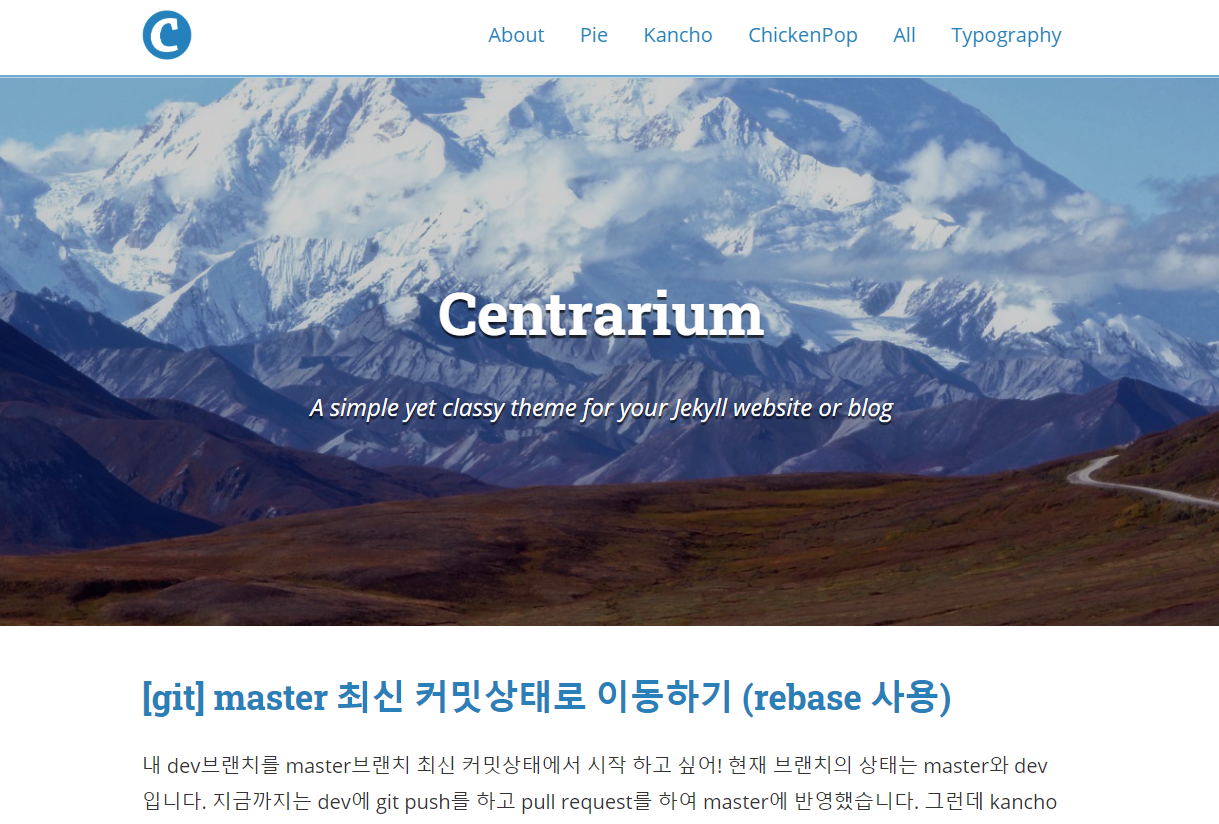 C
About Pie Kancho ChickenPop All Typography
Centrarium
A simple yet classy theme for your Jekyll website or blog
[git] master 최신 커밋상태로 이동하기 (rebase 사용)
내 dev브랜치를 master브랜치 최신 커밋상태에서 시작 하고 싶어! 현재 브랜치의 상태는 master와 dev
입니다. 지금까지는 dev에 git push를 하고 pull request를 하여 master에 반영했습니다. 그런데 kancho